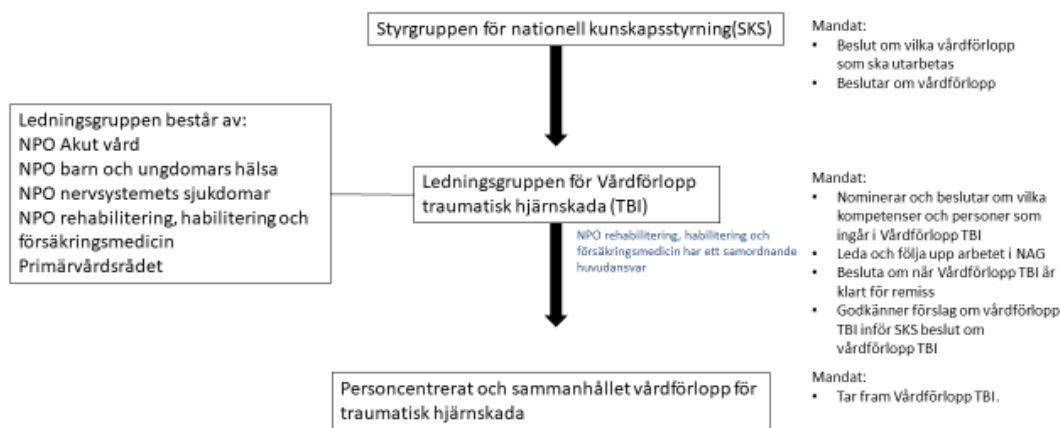 Styrgruppen för nationell kunskapsstyrning(SKS)
Mandat:
• Beslut om vilka vårdförlopp
som ska utarbetas
• Beslutar om vårdförlopp
Ledningsgruppen består av:
NPO Akut vård
NPO barn och ungdomars hälsa
NPO nervsystemets sjukdomar
NPO rehabilitering, habilitering och
försäkringsmedicin
Primärvårdsrådet
Ledningsgruppen för Vårdförlopp
traumatisk hjärnskada (TBI)
NPO rehabilitering, habilitering och
försäkringsmedicin har ett samordnande
huvudansvar
Mandat:
• Nominerar och beslutar om vilka
kompetenser och personer som
ingår i Vårdförlopp TBI
• Leda och följa upp arbetet i NAG
• Besluta om när Vårdförlopp TBI är
klart för remiss
• Godkänner förslag om vårdförlopp
TBI inför SKS beslut om
vårdförlopp TBI
Personcentrerat och sammanhållet vårdförlopp för
traumatisk hjärnskada
Mandat:
• Tar fram Vårdförlopp TBI.